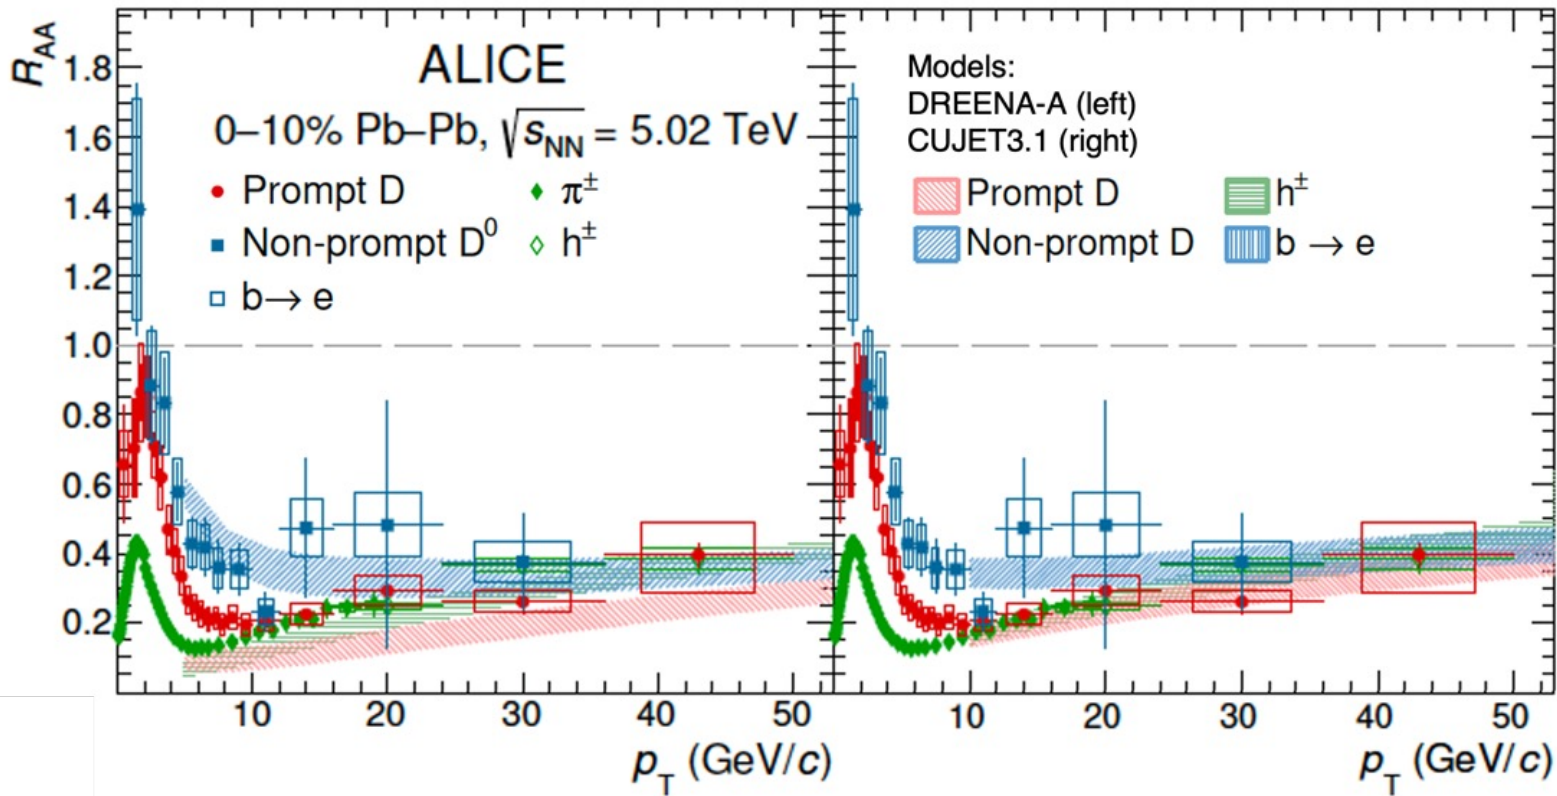 R_AA
1.8
1.6
1.4
1.2
1.0
0.8
0.6
0.4
0.2
ALICE
0–10% Pb–Pb, √s_NN = 5.02 TeV
Prompt D
π±
Non-prompt D⁰
h±
b→ e
10 20 30 40 50
p_T (GeV/c)
Models:
DREENA-A (left)
CUJET3.1 (right)
Prompt D
h±
Non-prompt D
b → e
10 20 30 40 50
p_T (GeV/c)